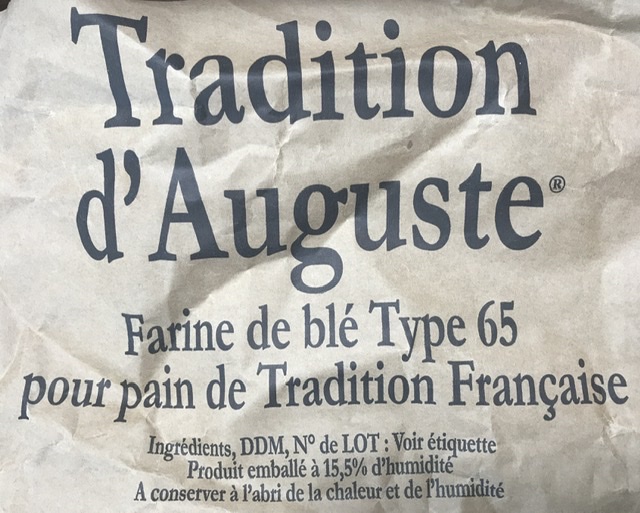 Tradition
d'Auguste®
Farine de blé Type 65
pour pain de Tradition Française
Ingrédients, DDM, N° de LOT : Voir étiquette
Produit emballé à 15,5% d'humidité
A conserver à l'abri de la chaleur et de l'humidité